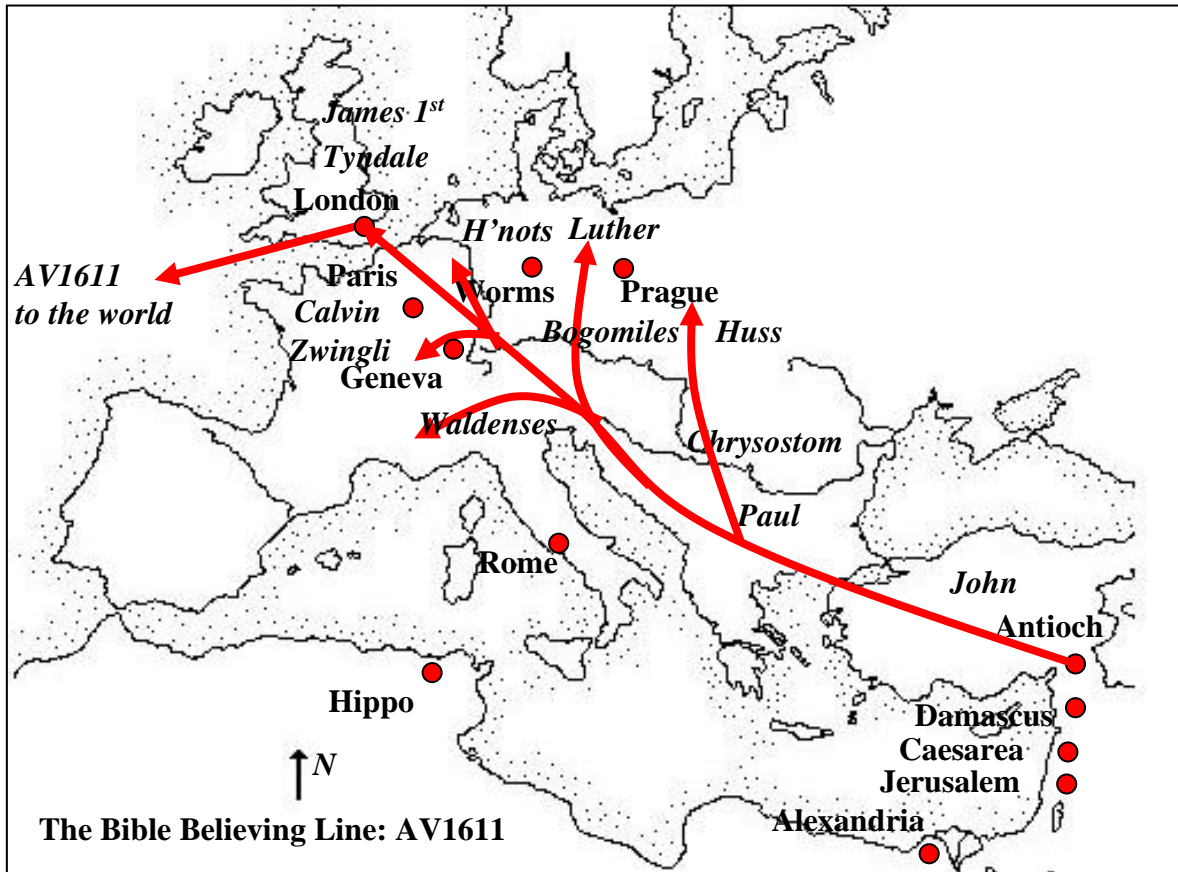 James 1st
Tyndale
London
H'nots
Luther
AV1611
to the world
Paris
Worms
Prague
Calvin
Bogomiles
Huss
Zwingli
Geneva
Waldenses
Chrysostom
Paul
Rome
John
Antioch
Hippo
Damascus
Caesarea
N
Jerusalem
Alexandria
The Bible Believing Line: AV1611